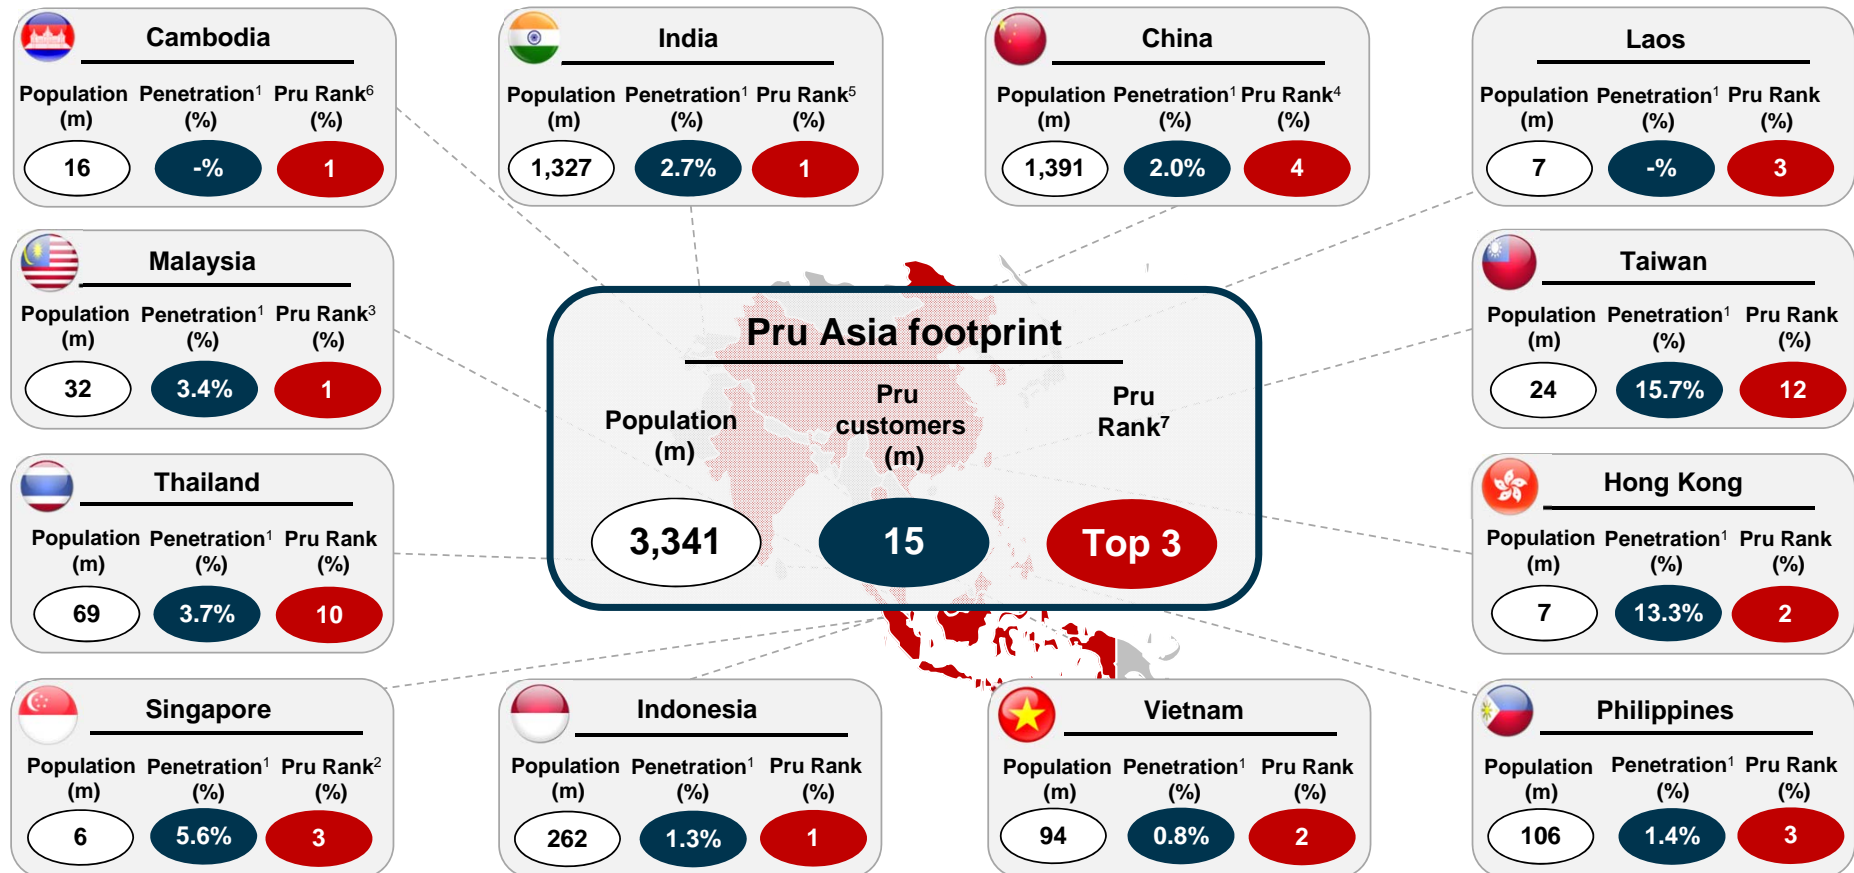 Cambodia
Population Penetration¹ Pru Rank⁶
(m) (%) (%)
16 -% 1
India
Population Penetration¹ Pru Rank⁵
(m) (%) (%)
1,327 2.7% 1
China
Population Penetration¹ Pru Rank⁴
(m) (%) (%)
1,391 2.0% 4
Laos
Population Penetration¹ Pru Rank
(m) (%) (%)
7 -% 3
Malaysia
Population Penetration¹ Pru Rank³
(m) (%) (%)
32 3.4% 1
Pru Asia footprint
Population
(m)
Pru
customers
(m)
Pru
Rank⁷
3,341 15 Top 3
Taiwan
Population Penetration¹ Pru Rank
(m) (%) (%)
24 15.7% 12
Thailand
Population Penetration¹ Pru Rank
(m) (%) (%)
69 3.7% 10
Hong Kong
Population Penetration¹ Pru Rank
(m) (%) (%)
7 13.3% 2
Singapore
Population Penetration¹ Pru Rank²
(m) (%) (%)
6 5.6% 3
Indonesia
Population Penetration¹ Pru Rank
(m) (%) (%)
262 1.3% 1
Vietnam
Population Penetration¹ Pru Rank
(m) (%) (%)
94 0.8% 2
Philippines
Population Penetration¹ Pru Rank
(m) (%) (%)
106 1.4% 3